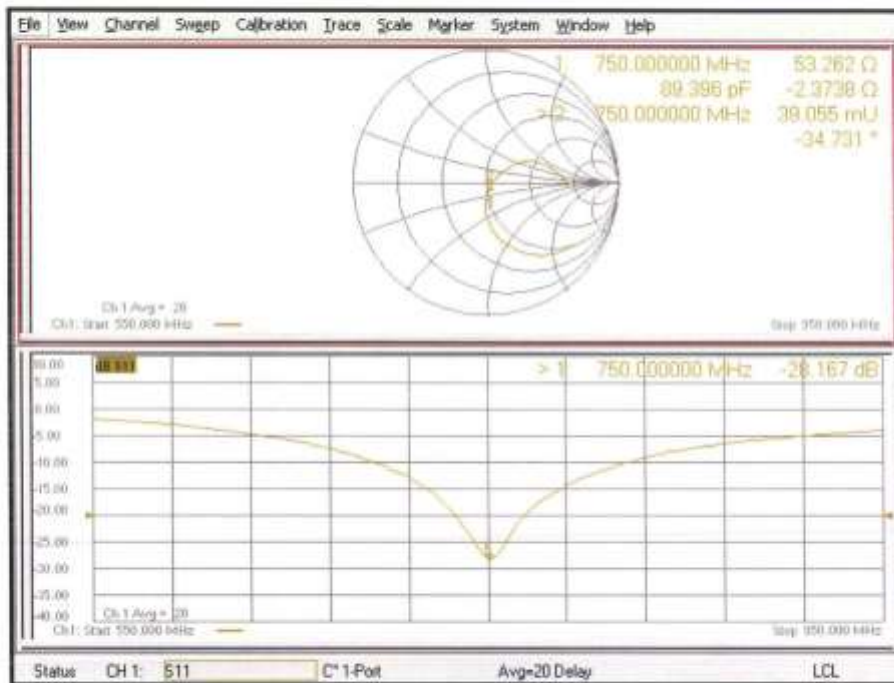 File View Channel Sweep Calibration Trace Scale Marker System Window Help
1 750.000000 MHz 53.262 Ω
89.396 pF -2.3738 Ω
> 2 750.000000 MHz 39.055 mU
-34.731 °
Ch 1 Avg = 20
Ch1: Start 550.000 MHz
Stop 950.000 MHz
dB S11
> 1 750.000000 MHz -28.167 dB
5.00
0.00
-5.00
-10.00
-15.00
-20.00
-25.00
-30.00
-35.00
-40.00
Ch 1 Avg = 20
Ch1: Start 550.000 MHz
Stop 950.000 MHz
Status CH 1: S11 C* 1-Port Avg=20 Delay LCL